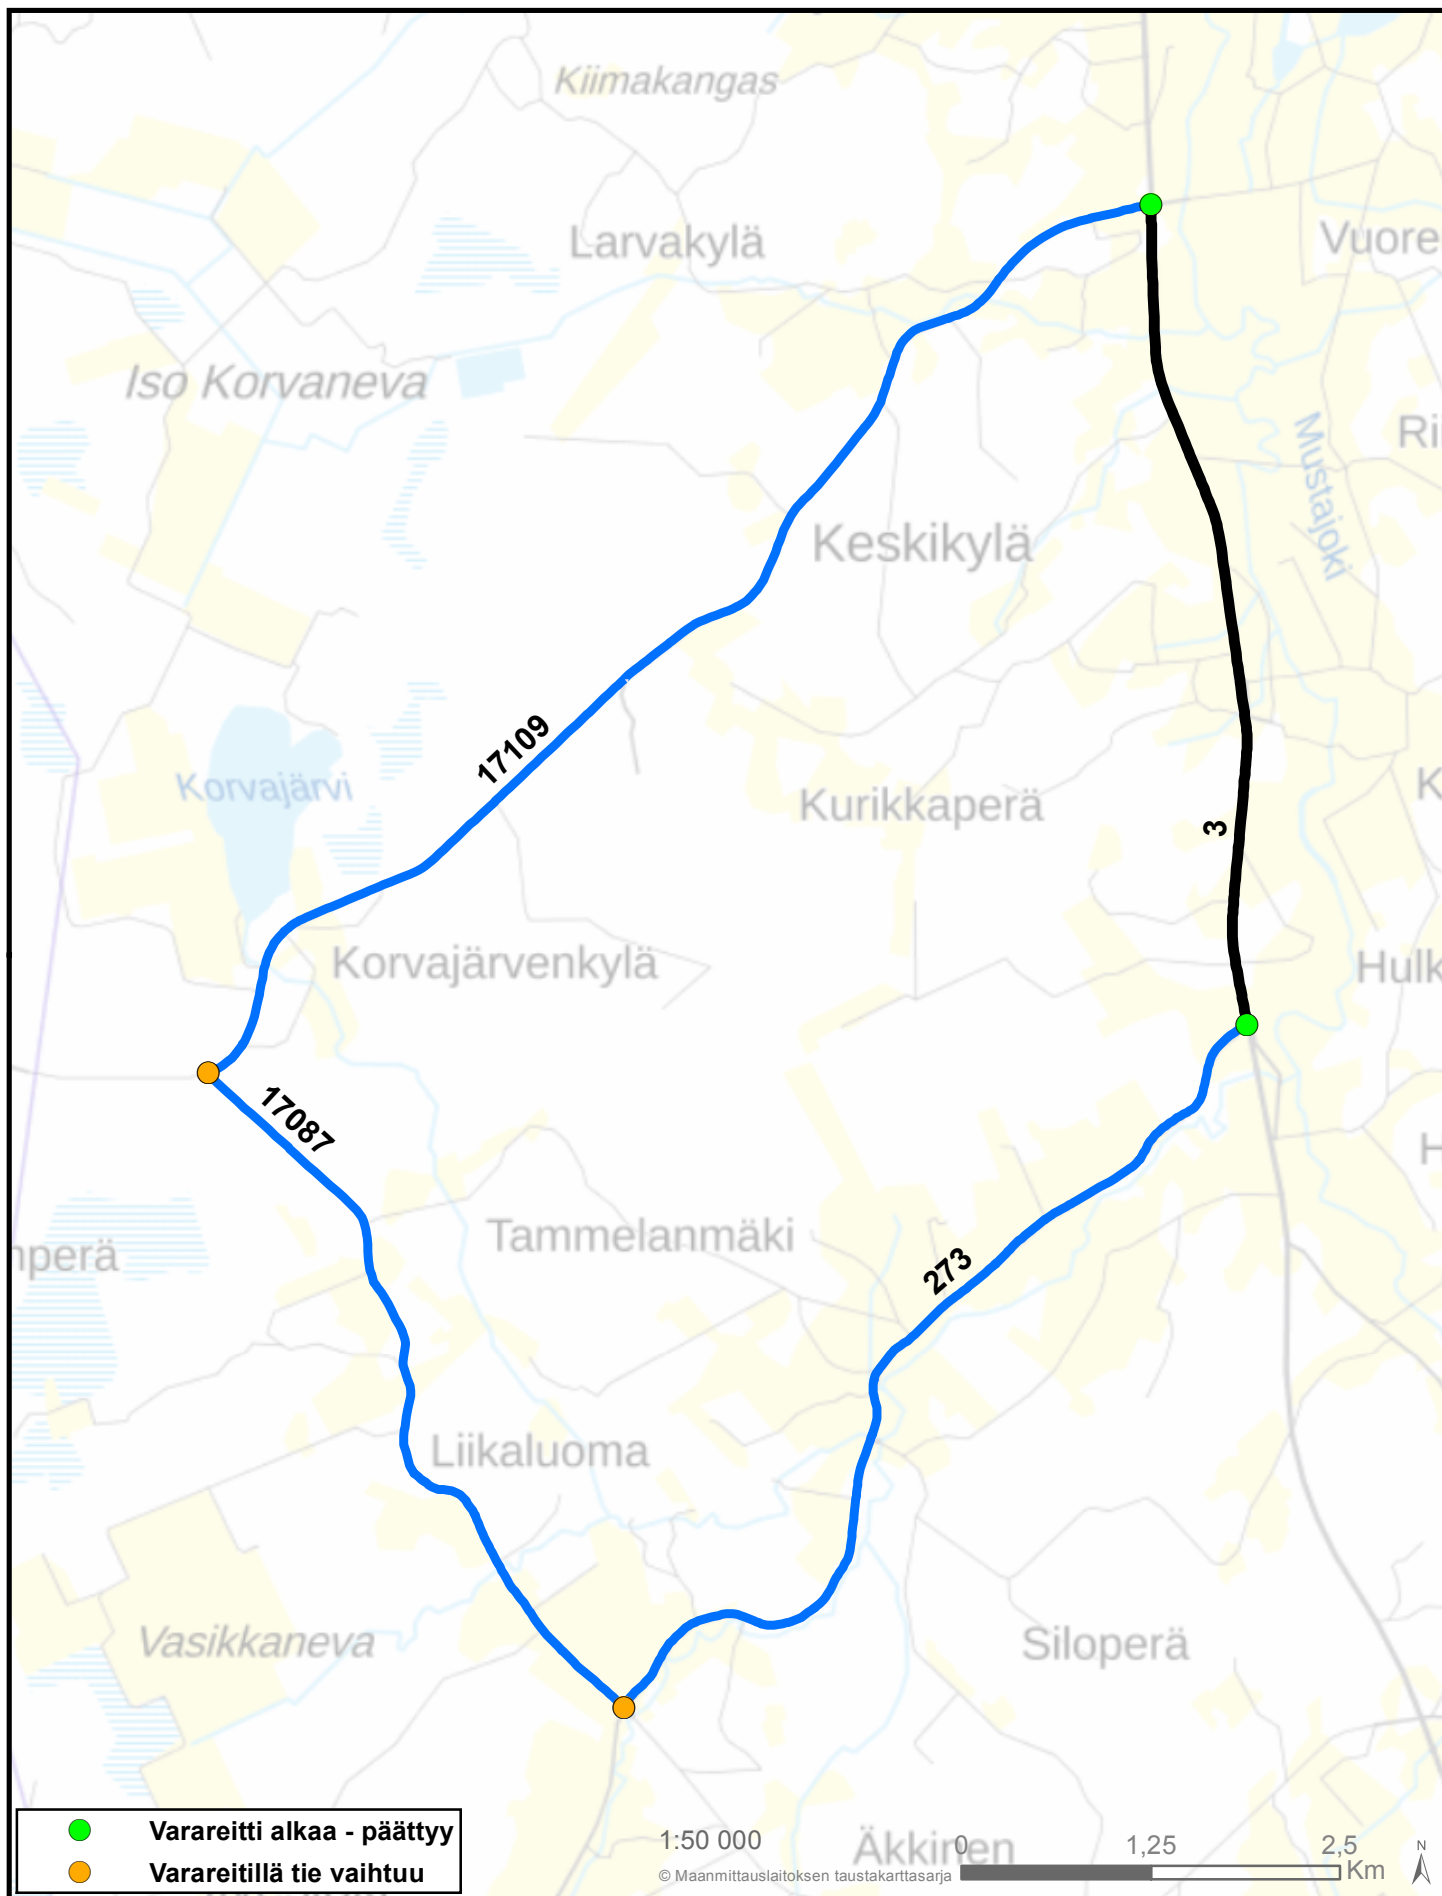 Kiimakangas
Larvakylä
Vuore
Iso Korvaneva
Ri
Mustajoki
Keskikylä
17109
Korvajärvi
Kurikkaperä
K
3
Korvajärvenkylä
Hulk
17087
H
Tammelanmäki
nperä
273
Liikaluoma
Vasikkaneva
Siloperä
Varareitti alkaa - päättyy
Varareitillä tie vaihtuu
1:50 000
Äkkinen
© Maanmittauslaitoksen taustakarttasarja
0 1,25 2,5
Km
N